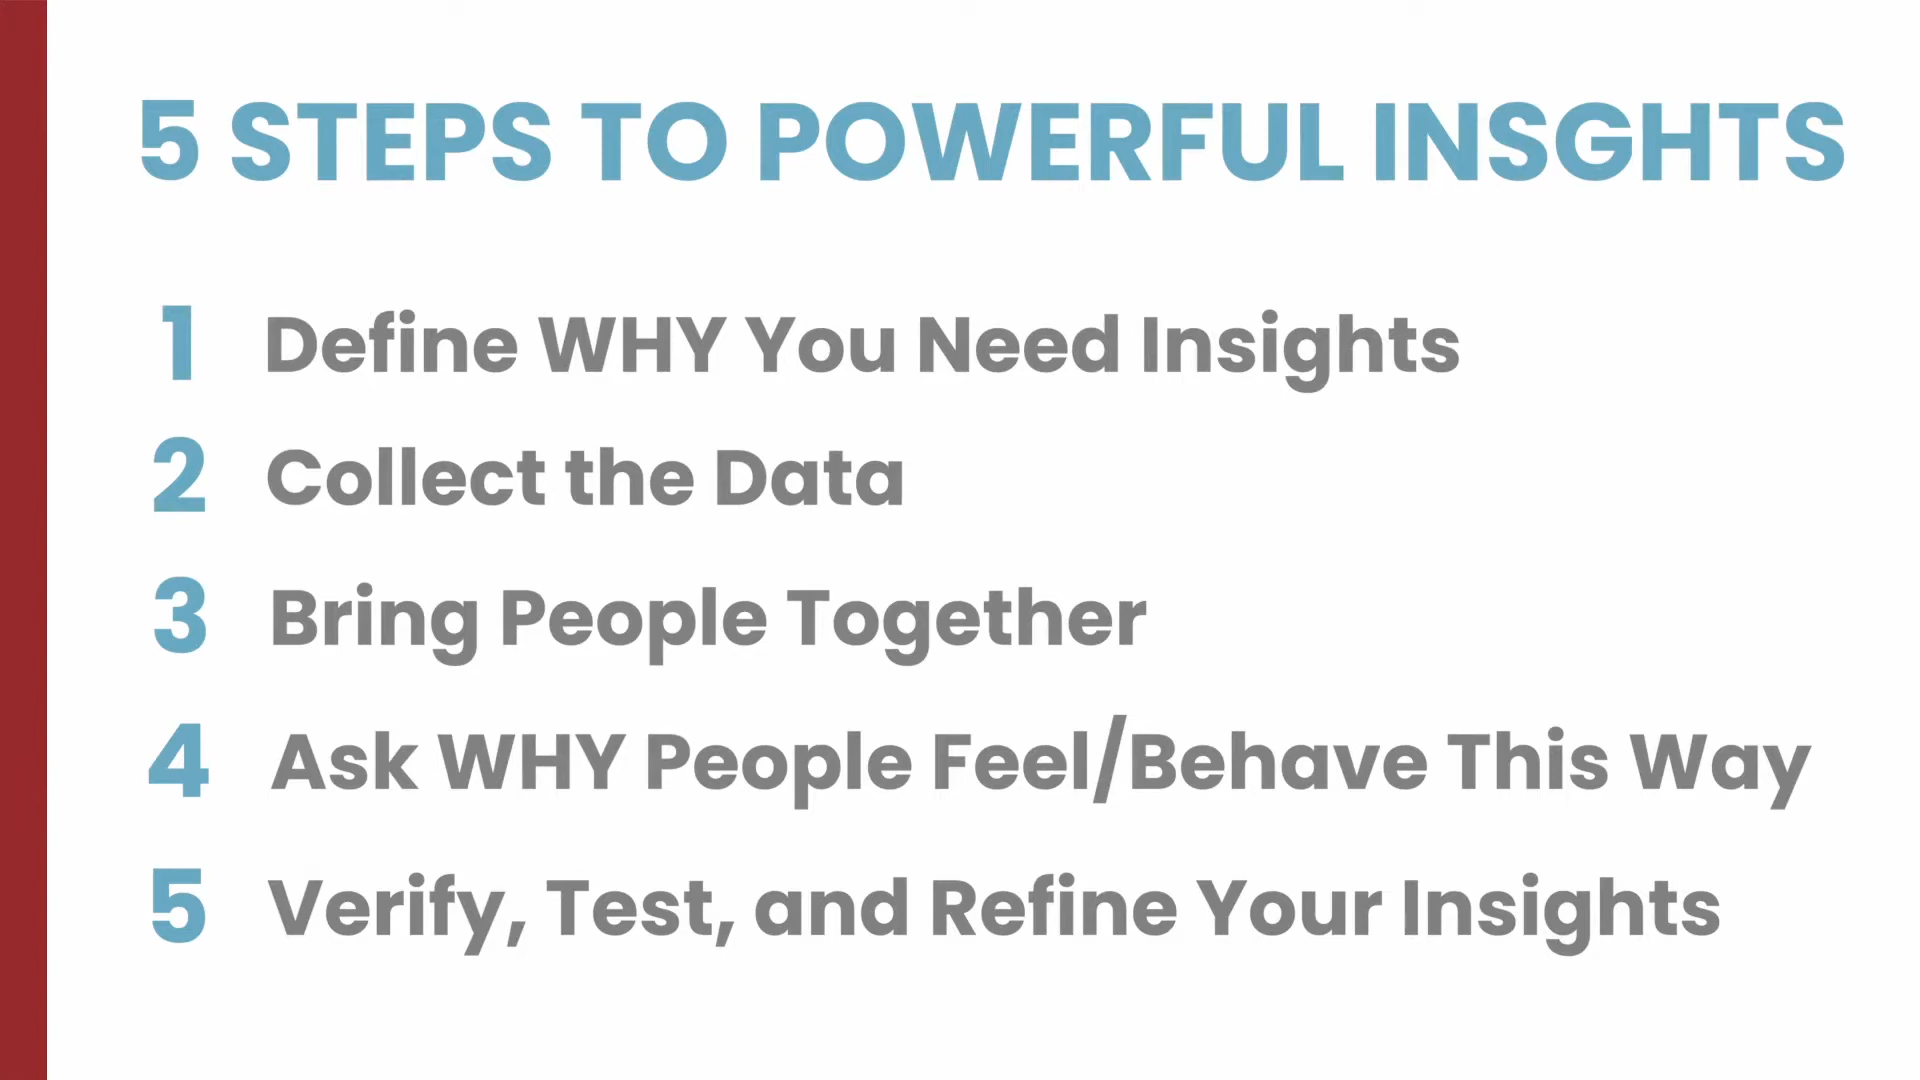 5 STEPS TO POWERFUL INSGHTS
1 Define WHY You Need Insights
2 Collect the Data
3 Bring People Together
4 Ask WHY People Feel/Behave This Way
5 Verify, Test, and Refine Your Insights